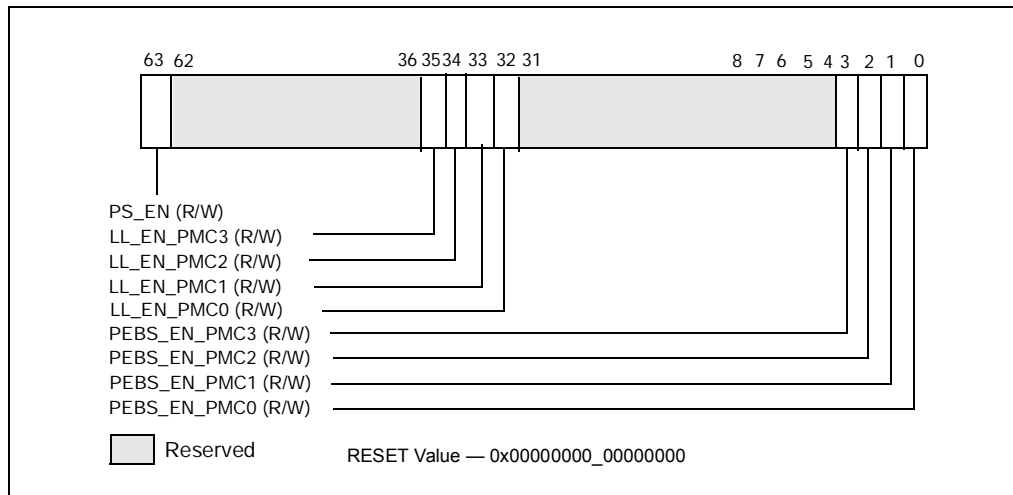 63 62 36 35 34 33 32 31 8 7 6 5 4 3 2 1 0
PS_EN (R/W)
LL_EN_PMC3 (R/W)
LL_EN_PMC2 (R/W)
LL_EN_PMC1 (R/W)
LL_EN_PMC0 (R/W)
PEBS_EN_PMC3 (R/W)
PEBS_EN_PMC2 (R/W)
PEBS_EN_PMC1 (R/W)
PEBS_EN_PMC0 (R/W)
Reserved RESET Value — 0x00000000_00000000